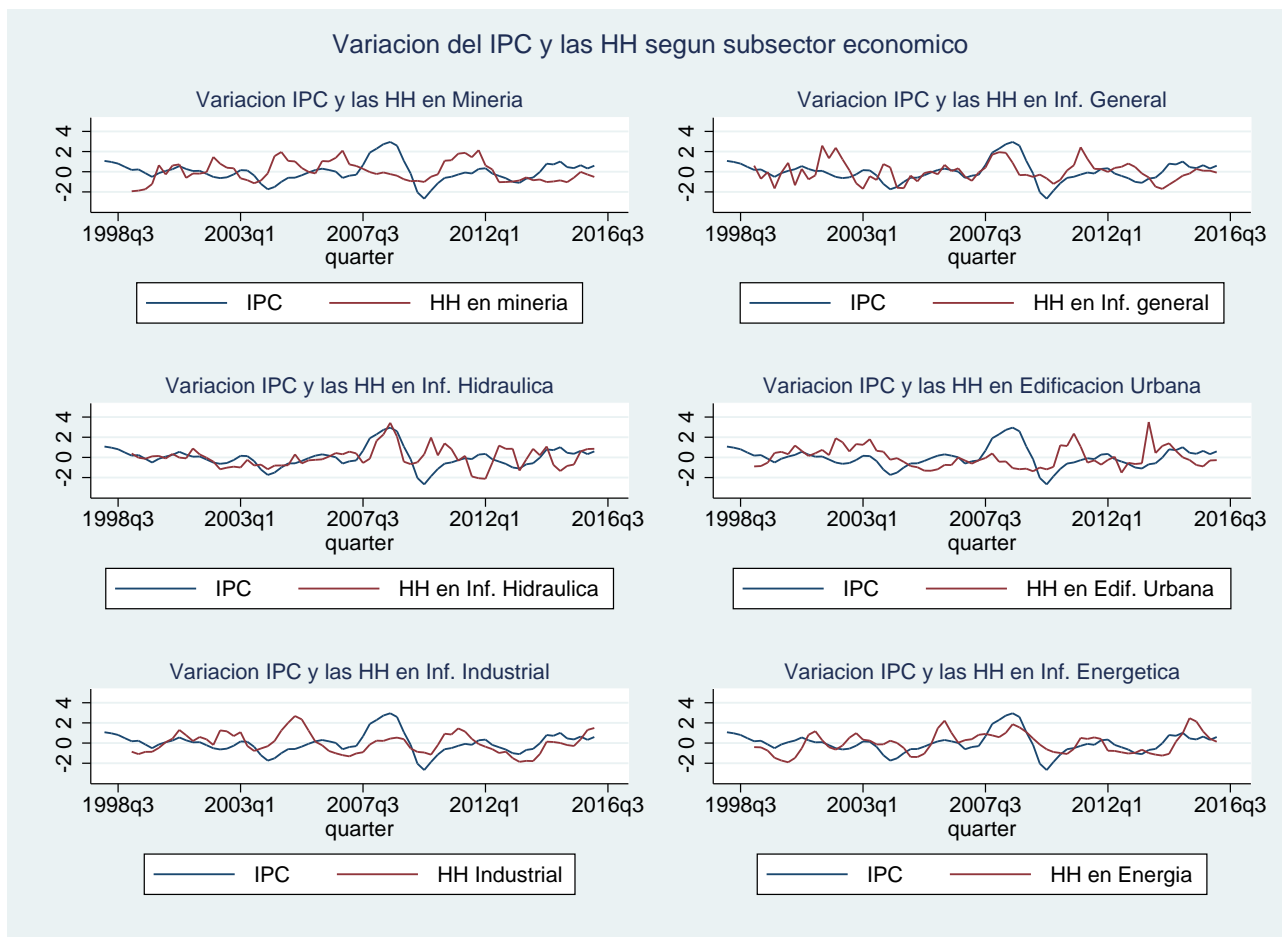 Variacion del IPC y las HH segun subsector economico
Variacion IPC y las HH en Mineria
4
2
0
-2
1998q3 2003q1 2007q3 2012q1 2016q3
quarter
IPC HH en mineria
Variacion IPC y las HH en Inf. General
4
2
0
-2
1998q3 2003q1 2007q3 2012q1 2016q3
quarter
IPC HH en Inf. general
Variacion IPC y las HH en Inf. Hidraulica
4
2
0
-2
1998q3 2003q1 2007q3 2012q1 2016q3
quarter
IPC HH en Inf. Hidraulica
Variacion IPC y las HH en Edificacion Urbana
4
2
0
-2
1998q3 2003q1 2007q3 2012q1 2016q3
quarter
IPC HH en Edif. Urbana
Variacion IPC y las HH en Inf. Industrial
4
2
0
-2
1998q3 2003q1 2007q3 2012q1 2016q3
quarter
IPC HH Industrial
Variacion IPC y las HH en Inf. Energetica
4
2
0
-2
1998q3 2003q1 2007q3 2012q1 2016q3
quarter
IPC HH en Energia